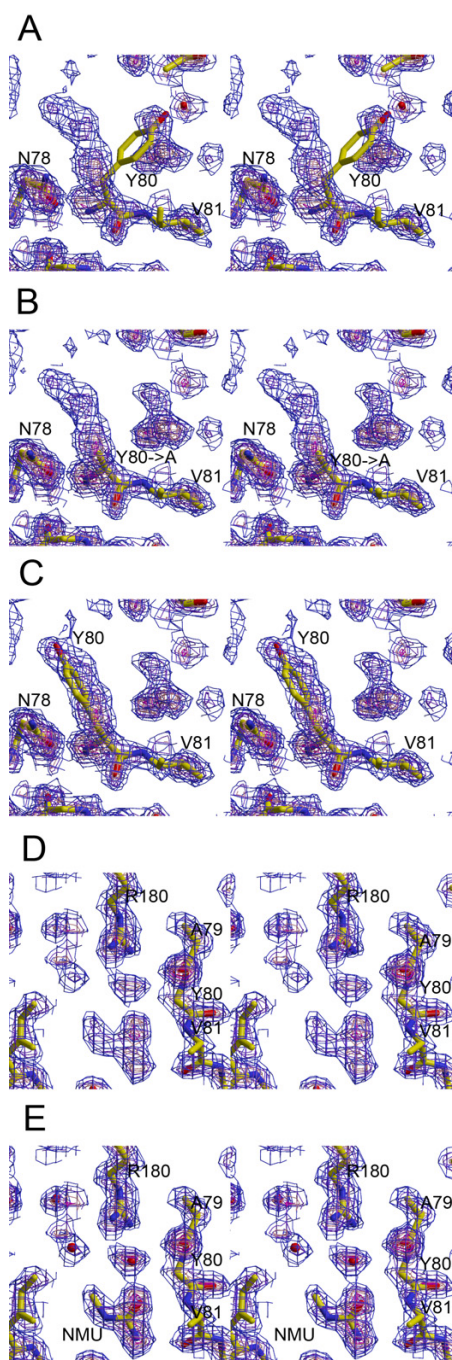 A
N78 Y80 V81 N78 Y80 V81
B
N78 Y80->A V81 N78 Y80->A V81
C
Y80 Y80
N78 V81 N78 V81
D
R180 R180
A79 A79
Y80 Y80
V81 V81
E
R180 R180
A79 A79
Y80 Y80
V81 V81
NMU NMU